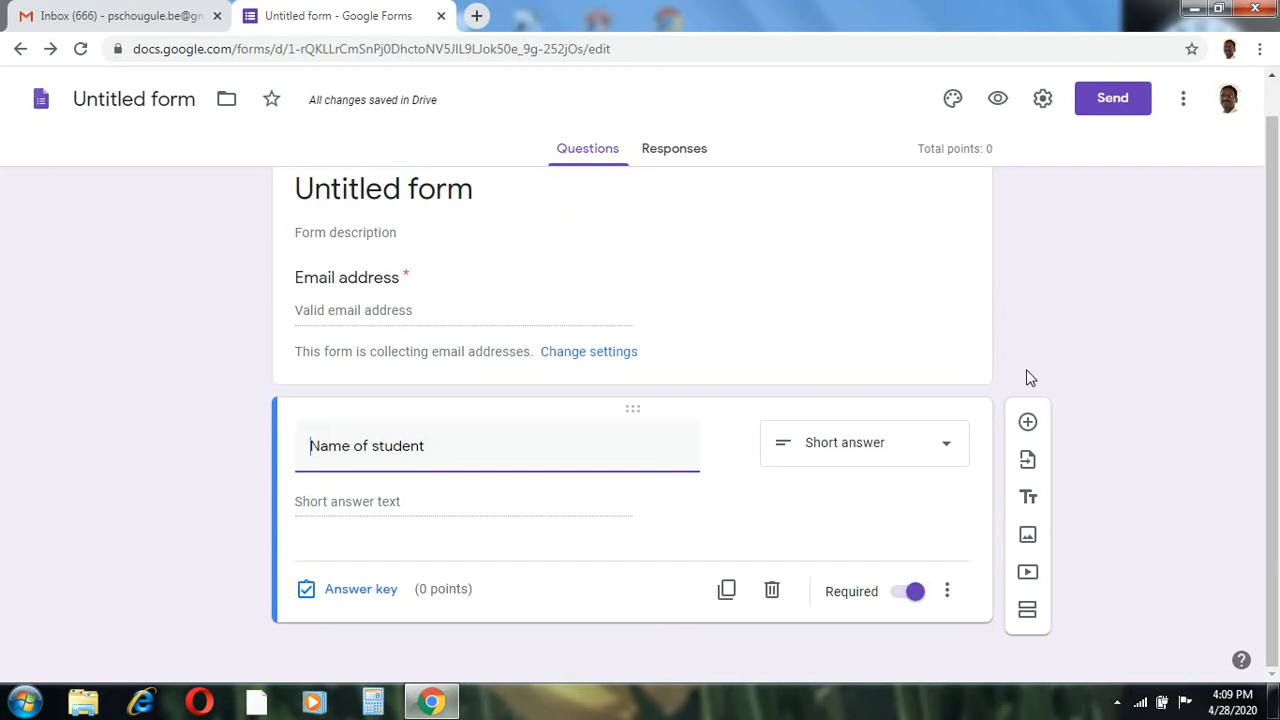 Inbox (666) - pschougule.be@gm
Untitled form - Google Forms
docs.google.com/forms/d/1-rQKLLrCmSnPj0DhctoNV5JIL9LJok50e_9g-252jOs/edit
Untitled form
All changes saved in Drive
Send
Questions
Responses
Total points: 0
Untitled form
Form description
Email address *
Valid email address
This form is collecting email addresses. Change settings
Name of student
Short answer
Short answer text
Answer key (0 points)
Required
4:09 PM
4/28/2020